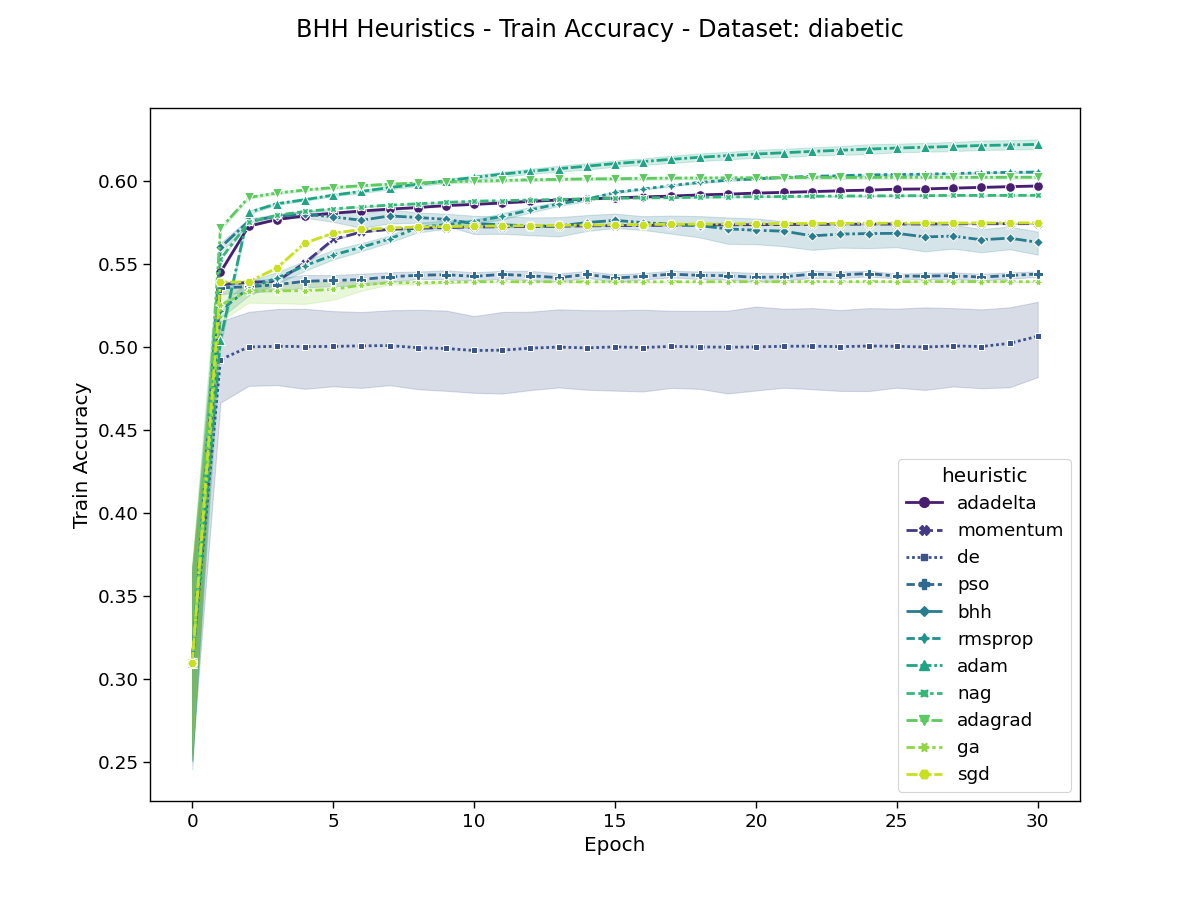 BHH Heuristics - Train Accuracy - Dataset: diabetic
Train Accuracy
0.60
0.55
0.50
0.45
0.40
0.35
0.30
0.25
0 5 10 15 20 25 30
Epoch
heuristic
adadelta
momentum
de
pso
bhh
rmsprop
adam
nag
adagrad
ga
sgd